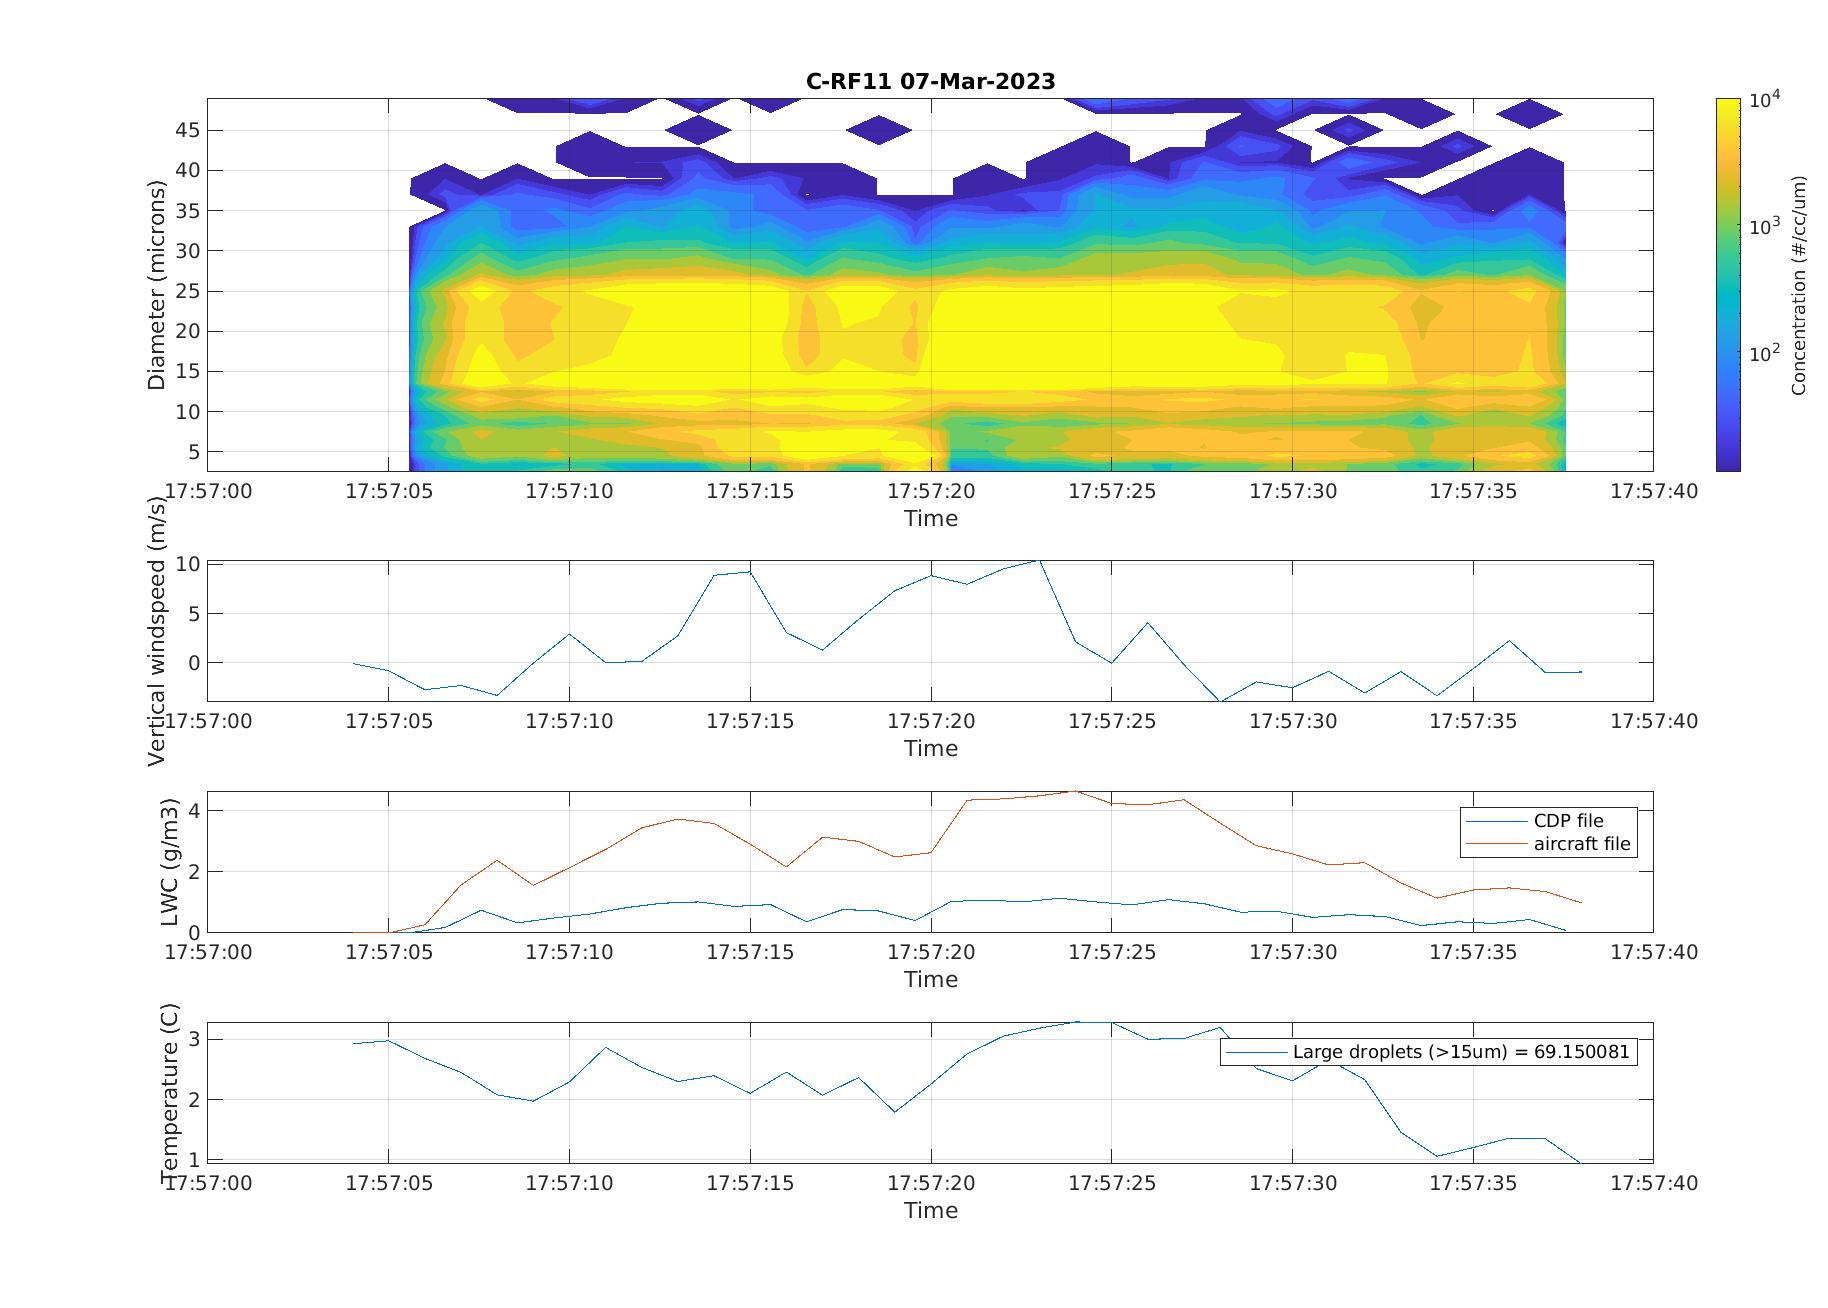 C-RF11 07-Mar-2023
Diameter (microns)
45
40
35
30
25
20
15
10
5
17:57:00 17:57:05 17:57:10 17:57:15 17:57:20 17:57:25 17:57:30 17:57:35 17:57:40
Time
10^4
10^3
10^2
Concentration (#/cc/um)
Vertical windspeed (m/s)
10
5
0
17:57:00 17:57:05 17:57:10 17:57:15 17:57:20 17:57:25 17:57:30 17:57:35 17:57:40
Time
LWC (g/m3)
4
2
0
CDP file
aircraft file
17:57:00 17:57:05 17:57:10 17:57:15 17:57:20 17:57:25 17:57:30 17:57:35 17:57:40
Time
Temperature (C)
3
2
1
Large droplets (>15um) = 69.150081
17:57:00 17:57:05 17:57:10 17:57:15 17:57:20 17:57:25 17:57:30 17:57:35 17:57:40
Time